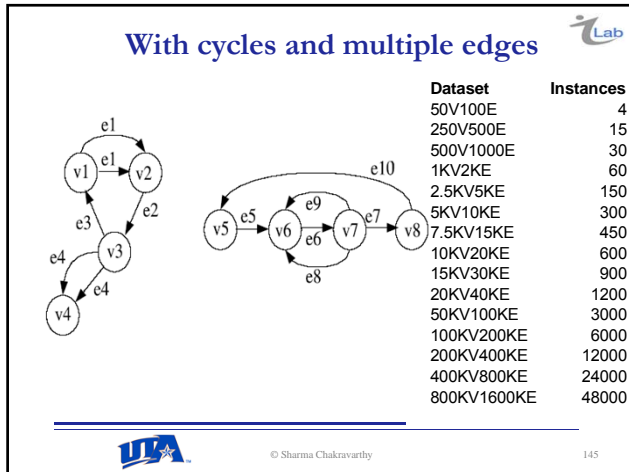 With cycles and multiple edges
Lab
Dataset Instances
50V100E 4
250V500E 15
500V1000E 30
1KV2KE 60
2.5KV5KE 150
5KV10KE 300
7.5KV15KE 450
10KV20KE 600
15KV30KE 900
20KV40KE 1200
50KV100KE 3000
100KV200KE 6000
200KV400KE 12000
400KV800KE 24000
800KV1600KE 48000
e1
v1 e1 v2
e3 e2
v3
e4
e4
v4
e10
e9
v5 e5 v6 e6 v7 e7 v8
e8
UTA
© Sharma Chakravarthy
145